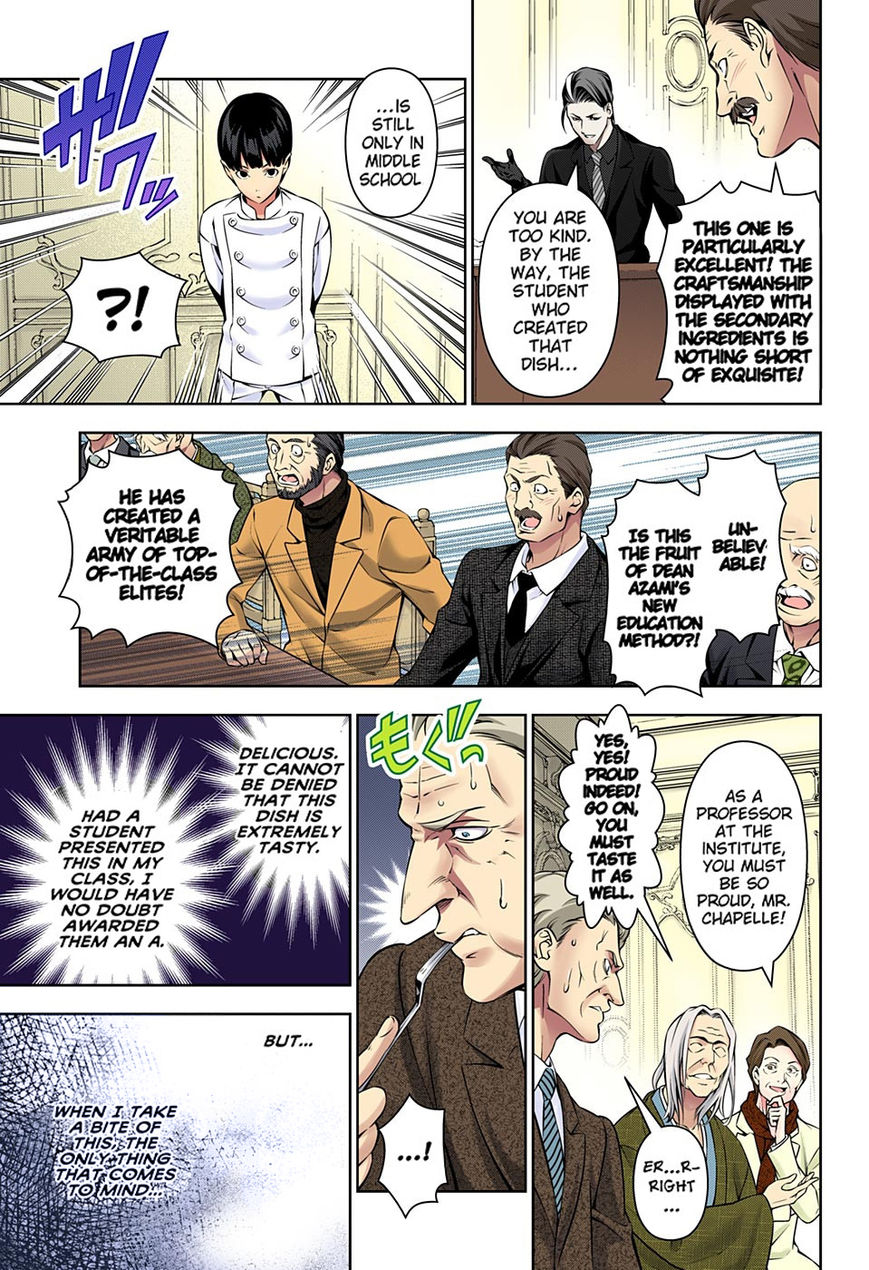 THIS ONE IS
PARTICULARLY
EXCELLENT! THE
CRAFTSMANSHIP
DISPLAYED WITH
THE SECONDARY
INGREDIENTS IS
NOTHING SHORT
OF EXQUISITE!
YOU ARE
TOO KIND.
BY THE
WAY, THE
STUDENT
WHO
CREATED
THAT
DISH...
...IS
STILL
ONLY IN
MIDDLE
SCHOOL
ザワッ
?!
UN-
BELIEV-
ABLE!
IS THIS
THE FRUIT
OF DEAN
AZAMI'S
NEW
EDUCATION
METHOD?!
HE HAS
CREATED A
VERITABLE
ARMY OF TOP-
OF-THE-CLASS
ELITES!
AS A
PROFESSOR
AT THE
INSTITUTE,
YOU MUST
BE SO
PROUD, MR.
CHAPELLE!
YES,
YES!
PROUD
INDEED!
GO ON,
YOU
MUST
TASTE
IT AS
WELL.
ER...R-
RIGHT
...
もぐっ
...!
DELICIOUS.
IT CANNOT
BE DENIED
THAT THIS
DISH IS
EXTREMELY
TASTY.
HAD A
STUDENT
PRESENTED
THIS IN MY
CLASS, I
WOULD HAVE
NO DOUBT
AWARDED
THEM AN A.
BUT...
WHEN I TAKE
A BITE OF
THIS, THE
ONLY THING
THAT COMES
TO MIND...